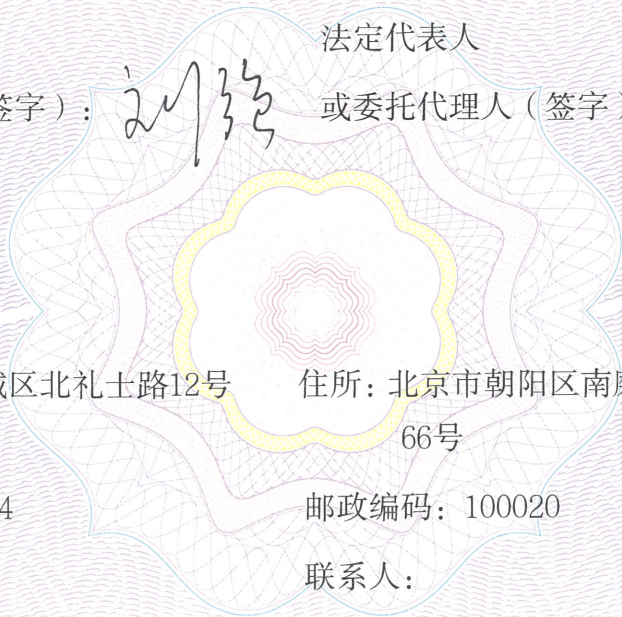 法定代表人
签字）：刘强 或委托代理人（签字）
区北礼士路12号 住所：北京市朝阳区南
66号
4 邮政编码：100020
联系人：